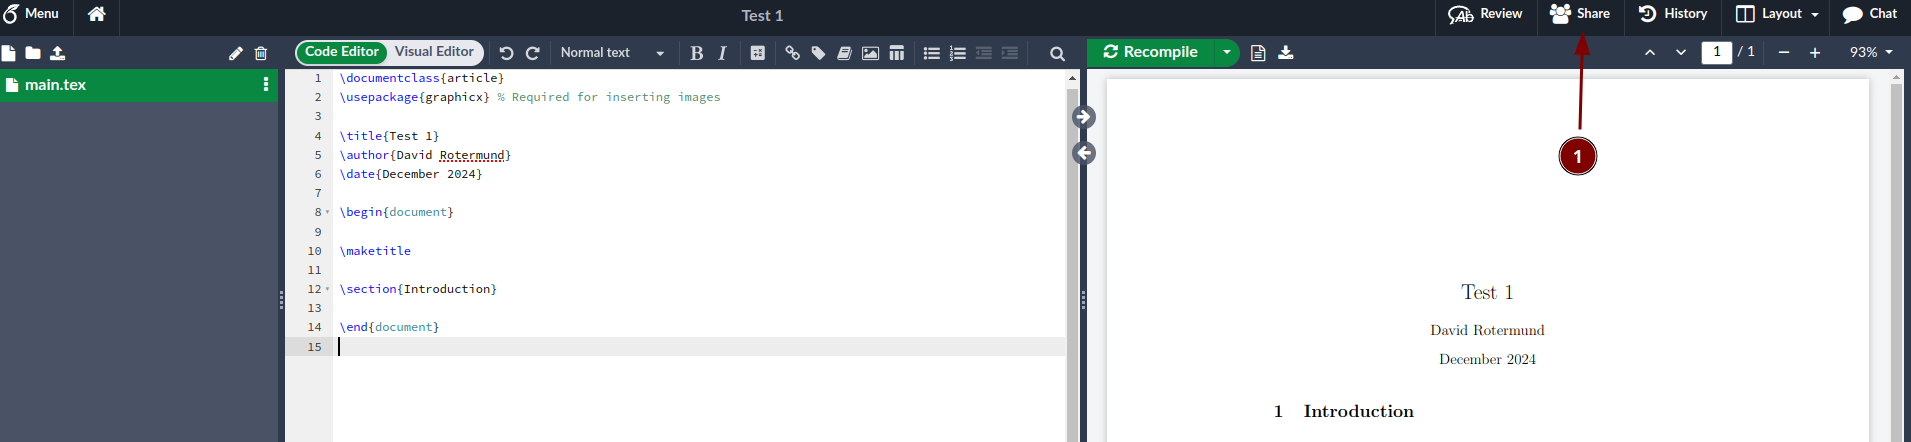 Menu
Test 1
Review
Share
History
Layout
Chat
Code Editor
Visual Editor
Normal text
B
I
Recompile
1 / 1
93%
main.tex
1 \documentclass{article}
2 \usepackage{graphicx} % Required for inserting images
3
4 \title{Test 1}
5 \author{David Rotermund}
6 \date{December 2024}
7
8 \begin{document}
9
10 \maketitle
11
12 \section{Introduction}
13
14 \end{document}
15
1
Test 1
David Rotermund
December 2024
1 Introduction